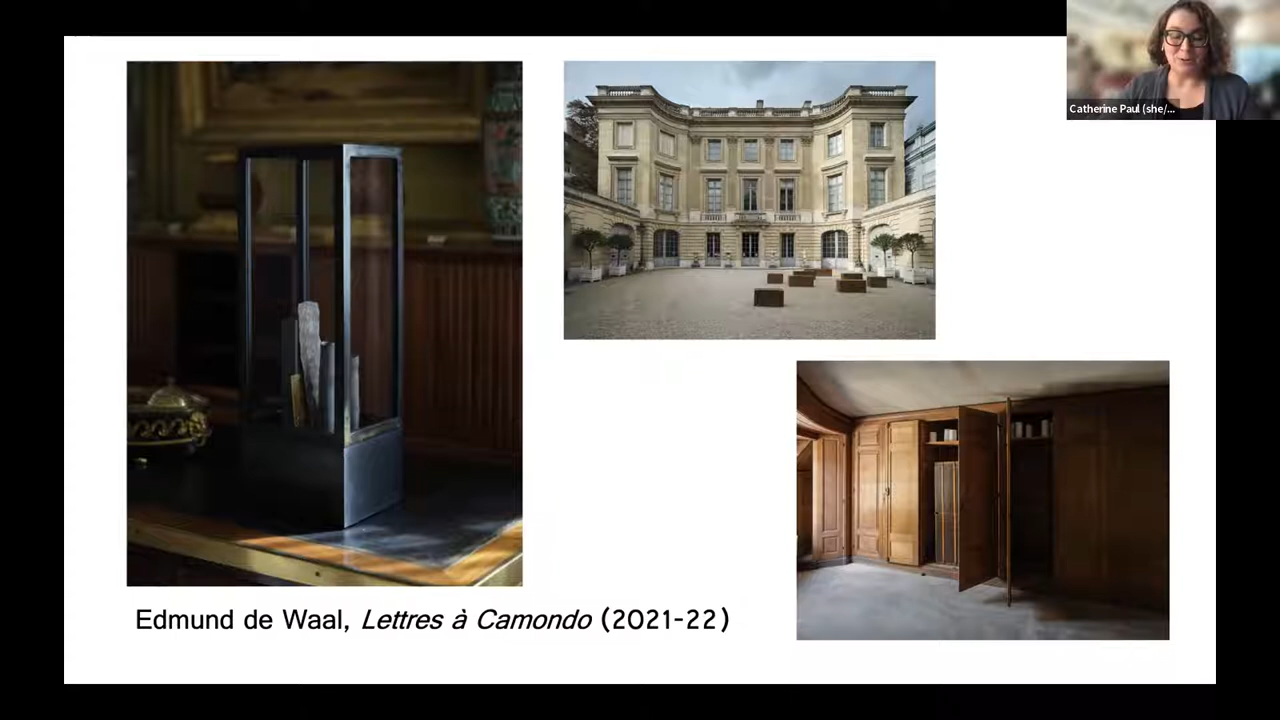 Catherine Paul (she/...
Edmund de Waal, Lettres à Camondo (2021-22)